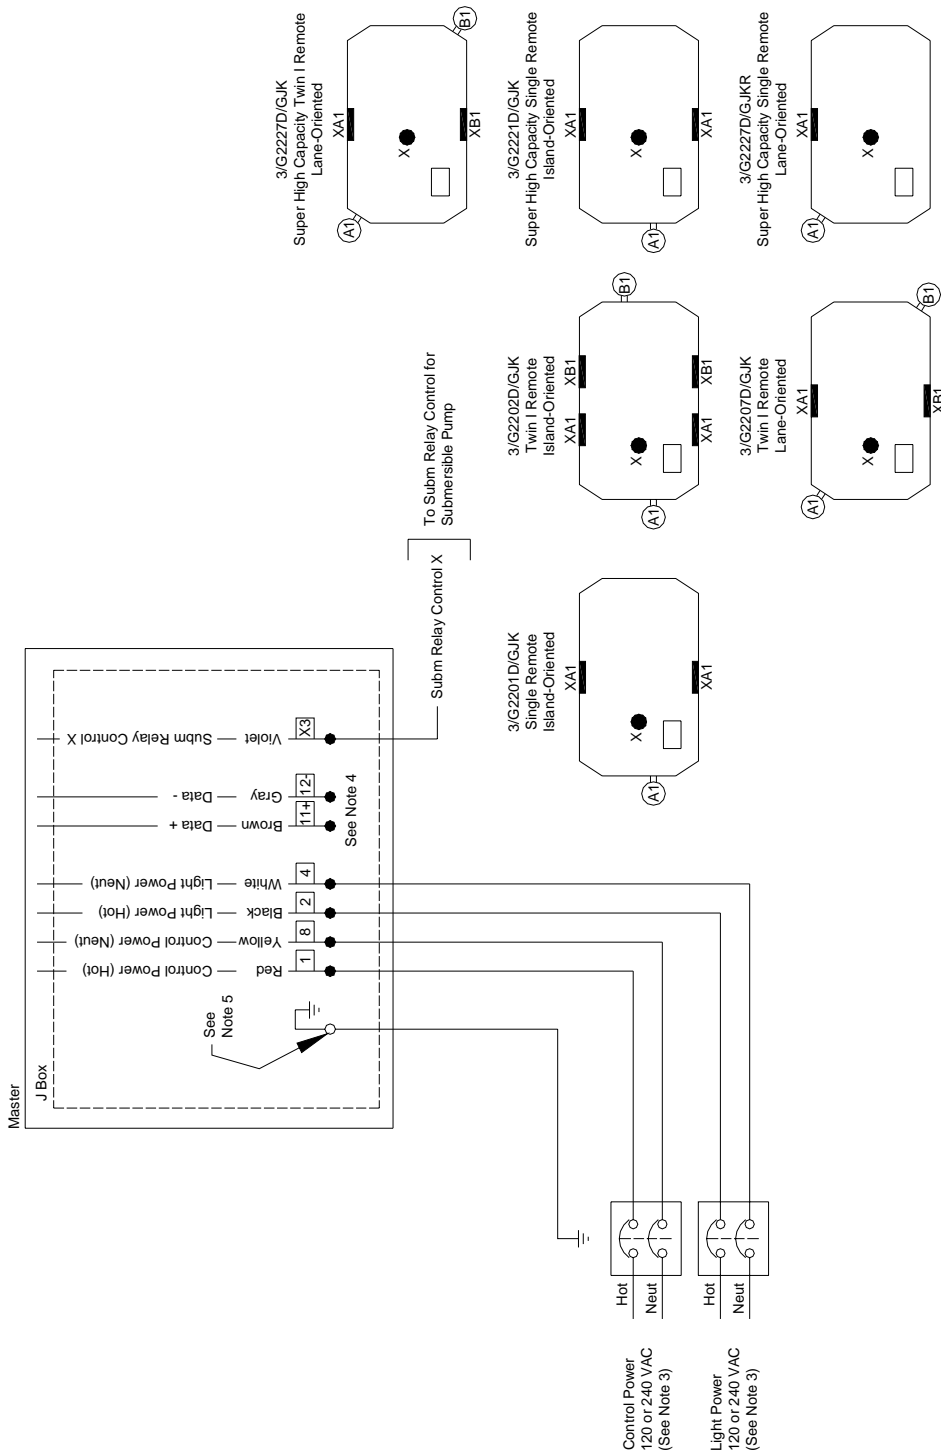 Master
J Box
See
Note 5
Red
Control Power (Hot)
1
Yellow
Control Power (Neut)
8
Black
Light Power (Hot)
2
White
Light Power (Neut)
4
Brown
Data +
11+
Gray
Data -
12-
See Note 4
Violet
Subm Relay Control X
X3
Subm Relay Control X
To Subm Relay Control for
Submersible Pump
Control Power
120 or 240 VAC
(See Note 3)
Hot
Neut
Light Power
120 or 240 VAC
(See Note 3)
Hot
Neut
3/G2201D/GJK
Single Remote
Island-Oriented
XA1
X
A1
XA1
3/G2202D/GJK
Twin I Remote
Island-Oriented
XA1
XB1
X
A1
B1
XA1
XB1
3/G2207D/GJK
Twin I Remote
Lane-Oriented
XA1
X
A1
B1
XB1
3/G2227D/GJK
Super High Capacity Twin I Remote
Lane-Oriented
XA1
X
A1
B1
XB1
3/G2221D/GJK
Super High Capacity Single Remote
Island-Oriented
XA1
X
A1
XA1
3/G2227D/GJKR
Super High Capacity Single Remote
Lane-Oriented
XA1
X
A1